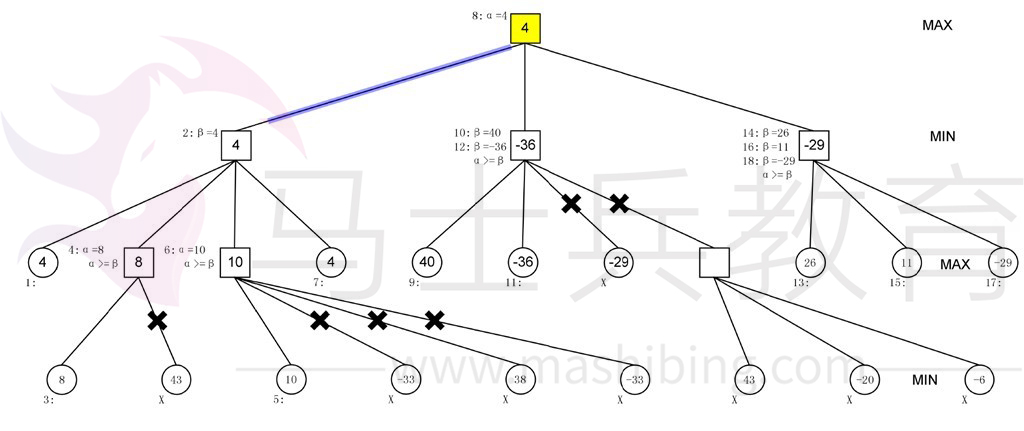 8: α=4
4
MAX
2: β=4
4
10: β=40
12: β=-36
α >= β
-36
14: β=26
16: β=11
18: β=-29
α >= β
-29
MIN
马士兵教育
4
1:
4: α=8
α >= β
8
6: α=10
α >= β
10
4
7:
40
9:
-36
11:
-29
X
26
13:
11
15:
MAX
-29
17:
www.mashibing.com
8
3:
43
X
10
5:
-33
X
38
X
-33
X
43
X
-20
X
MIN
-6
X